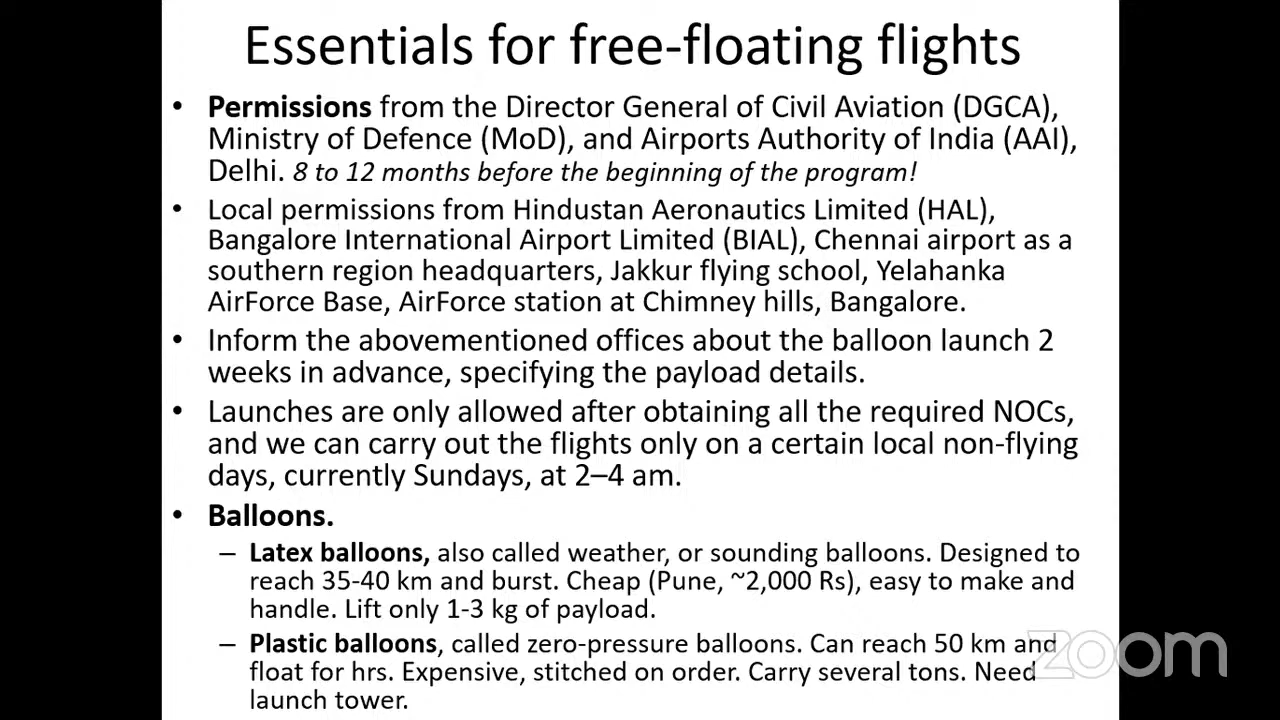 Essentials for free-floating flights
• Permissions from the Director General of Civil Aviation (DGCA),
Ministry of Defence (MoD), and Airports Authority of India (AAI),
Delhi. 8 to 12 months before the beginning of the program!
• Local permissions from Hindustan Aeronautics Limited (HAL),
Bangalore International Airport Limited (BIAL), Chennai airport as a
southern region headquarters, Jakkur flying school, Yelahanka
AirForce Base, AirForce station at Chimney hills, Bangalore.
• Inform the abovementioned offices about the balloon launch 2
weeks in advance, specifying the payload details.
• Launches are only allowed after obtaining all the required NOCs,
and we can carry out the flights only on a certain local non-flying
days, currently Sundays, at 2–4 am.
• Balloons.
– Latex balloons, also called weather, or sounding balloons. Designed to
reach 35-40 km and burst. Cheap (Pune, ~2,000 Rs), easy to make and
handle. Lift only 1-3 kg of payload.
– Plastic balloons, called zero-pressure balloons. Can reach 50 km and
float for hrs. Expensive, stitched on order. Carry several tons. Need
launch tower.
zoom